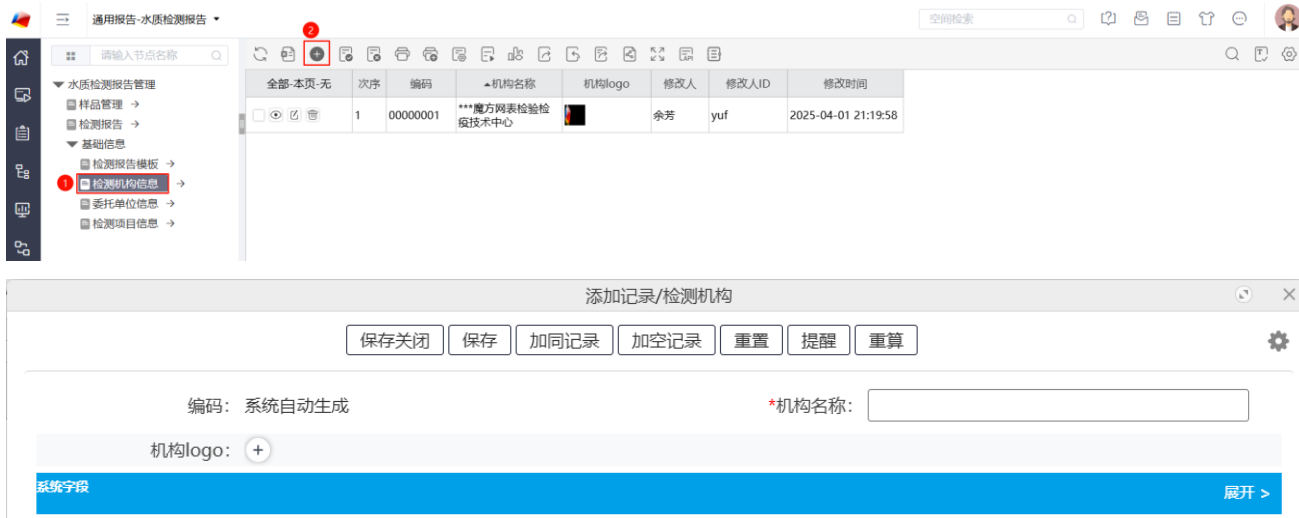 通用报告-水质检测报告
空间检索
2
请输入节点名称
水质检测报告管理
样品管理
检测报告
基础信息
检测报告模板
1
检测机构信息
委托单位信息
检测项目信息
全部-本页-无 次序 编码 机构名称 机构logo 修改人 修改人ID 修改时间
1 00000001 ***魔方网表检验检 余芳 yuf 2025-04-01 21:19:58
疫技术中心
添加记录/检测机构
保存关闭 保存 加同记录 加空记录 重置 提醒 重算
编码: 系统自动生成 *机构名称:
机构logo:
系统字段 展开 >